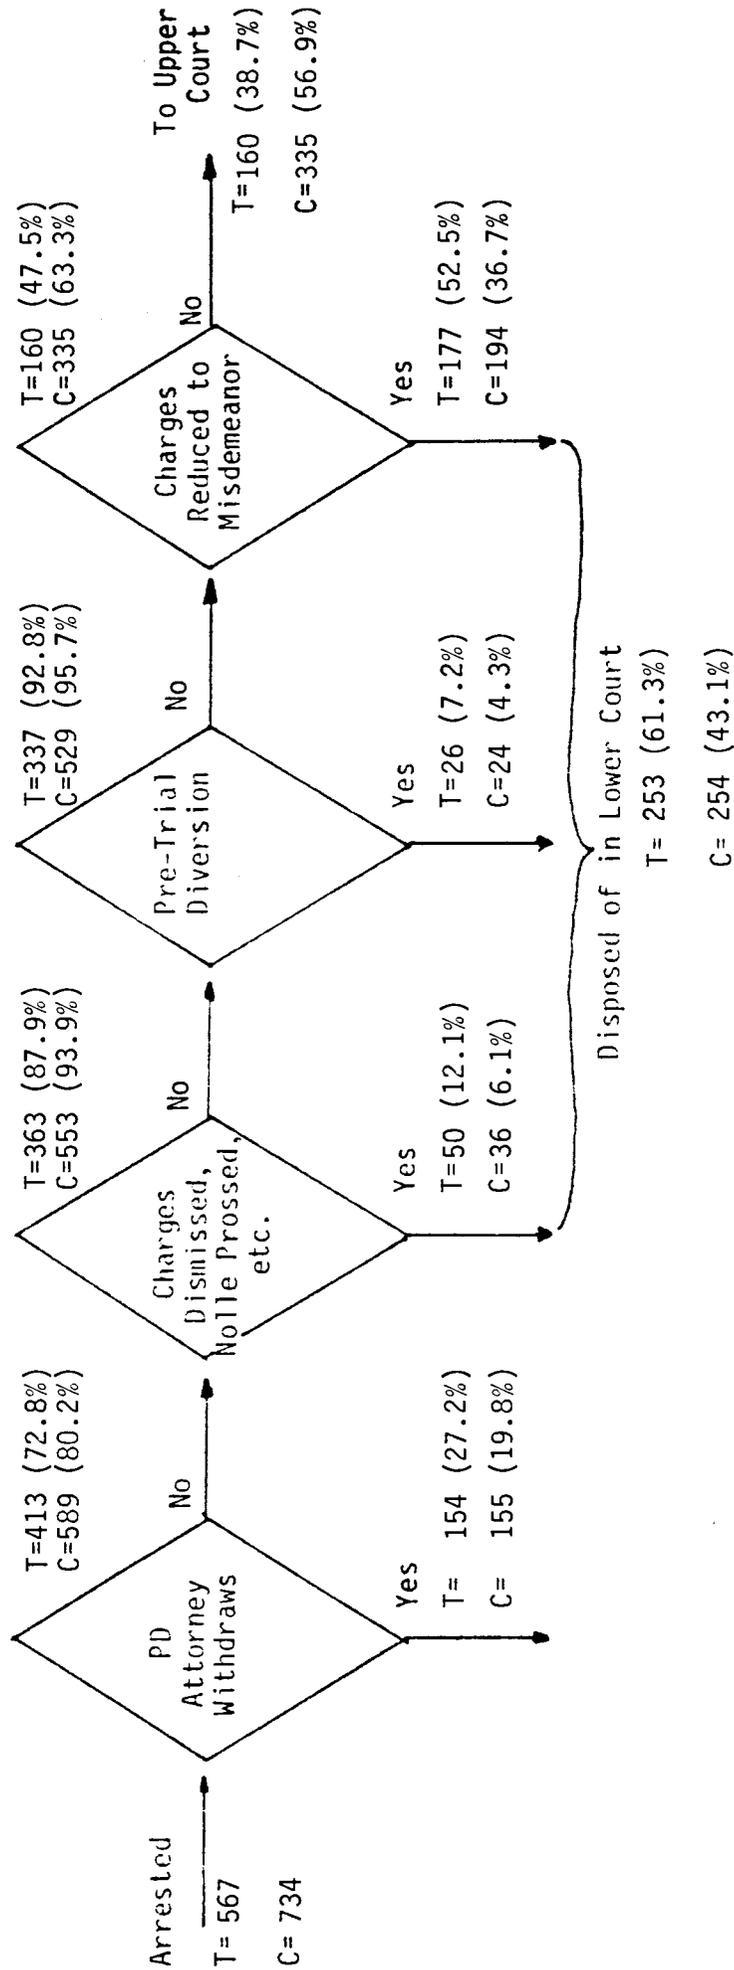 Arrested
T= 567
C= 734
PD
Attorney
Withdraws
T=413 (72.8%)
C=589 (80.2%)
No
Yes
T= 154 (27.2%)
C= 155 (19.8%)
Charges
Dismissed,
Nolle Prossed,
etc.
T=363 (87.9%)
C=553 (93.9%)
No
Yes
T=50 (12.1%)
C=36 (6.1%)
Pre-Trial
Diversion
T=337 (92.8%)
C=529 (95.7%)
No
Yes
T=26 (7.2%)
C=24 (4.3%)
Charges
Reduced to
Misdemeanor
T=160 (47.5%)
C=335 (63.3%)
No
Yes
T=177 (52.5%)
C=194 (36.7%)
To Upper
Court
T=160 (38.7%)
C=335 (56.9%)
Disposed of in Lower Court
T= 253 (61.3%)
C= 254 (43.1%)